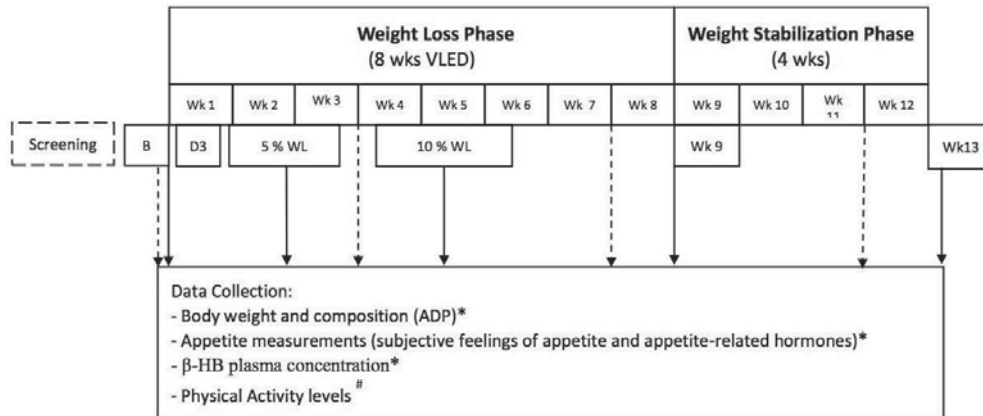 Weight Loss Phase
(8 wks VLED)
Weight Stabilization Phase
(4 wks)
Wk 1
Wk 2
Wk 3
Wk 4
Wk 5
Wk 6
Wk 7
Wk 8
Wk 9
Wk 10
Wk
11
Wk 12
Screening
B
D3
5 % WL
10 % WL
Wk 9
Wk13
Data Collection:
- Body weight and composition (ADP)*
- Appetite measurements (subjective feelings of appetite and appetite-related hormones)*
- β-HB plasma concentration*
- Physical Activity levels #